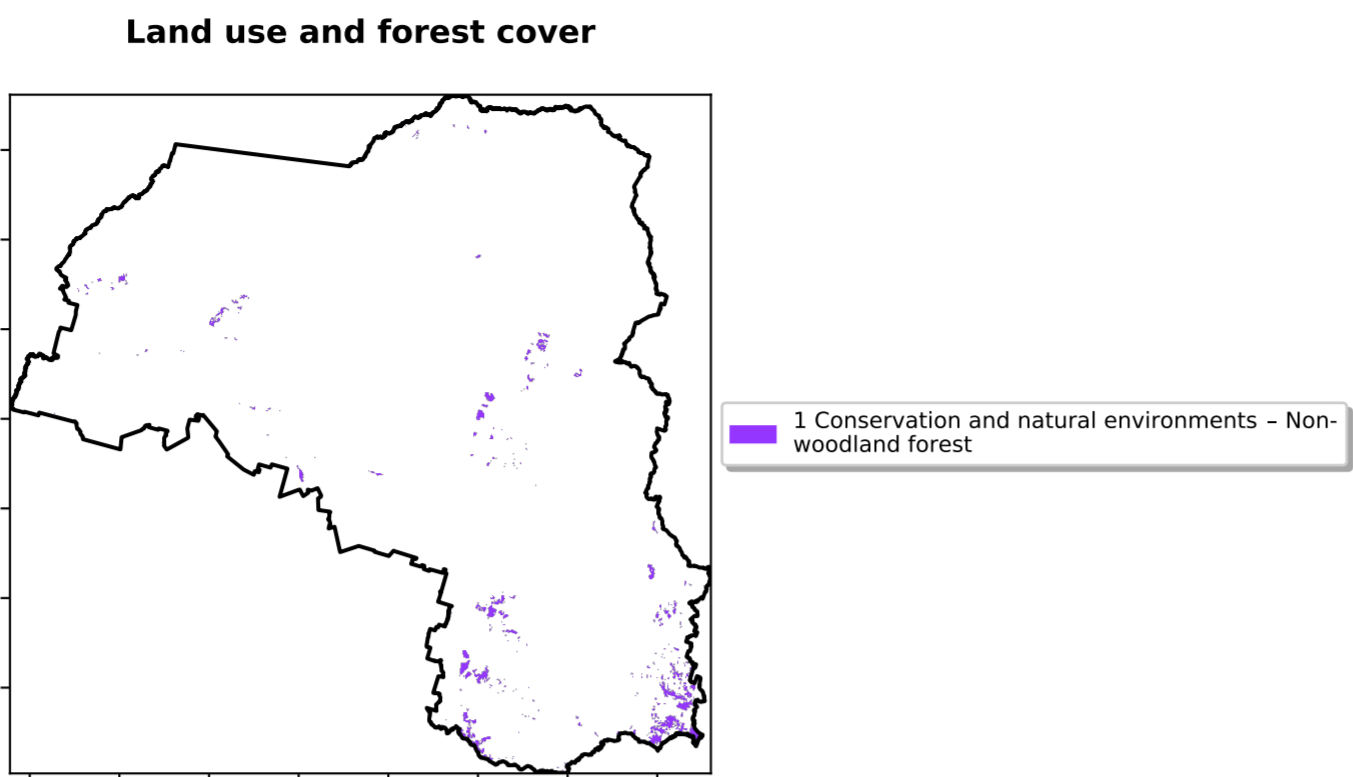 Land use and forest cover
1 Conservation and natural environments – Non-
woodland forest